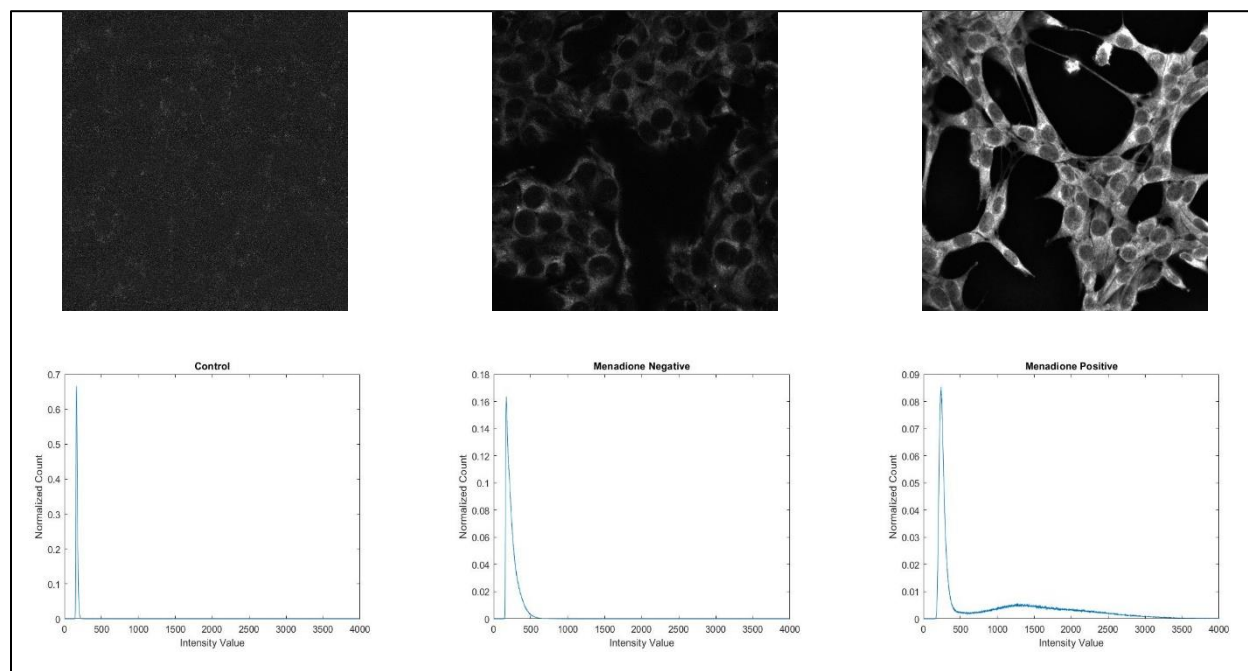 Control
0.7
0.6
0.5
0.4
0.3
0.2
0.1
0
Normalized Count
0 500 1000 1500 2000 2500 3000 3500 4000
Intensity Value
Menadione Negative
0.18
0.16
0.14
0.12
0.1
0.08
0.06
0.04
0.02
0
Normalized Count
0 500 1000 1500 2000 2500 3000 3500 4000
Intensity Value
Menadione Positive
0.09
0.08
0.07
0.06
0.05
0.04
0.03
0.02
0.01
0
Normalized Count
0 500 1000 1500 2000 2500 3000 3500 4000
Intensity Value